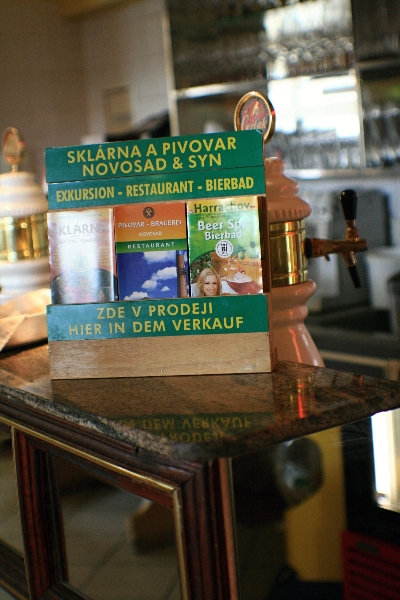 SKLÁRNA A PIVOVAR
NOVOSAD & SYN
EXKURSION - RESTAURANT - BIERBAD
SKLÁRNA
PIVOVAR - BRAUEREI
NOVOSAD
RESTAURANT
Harrachov
Beer Spa
Bierbad
ZDE V PRODEJI
HIER IN DEM VERKAUF